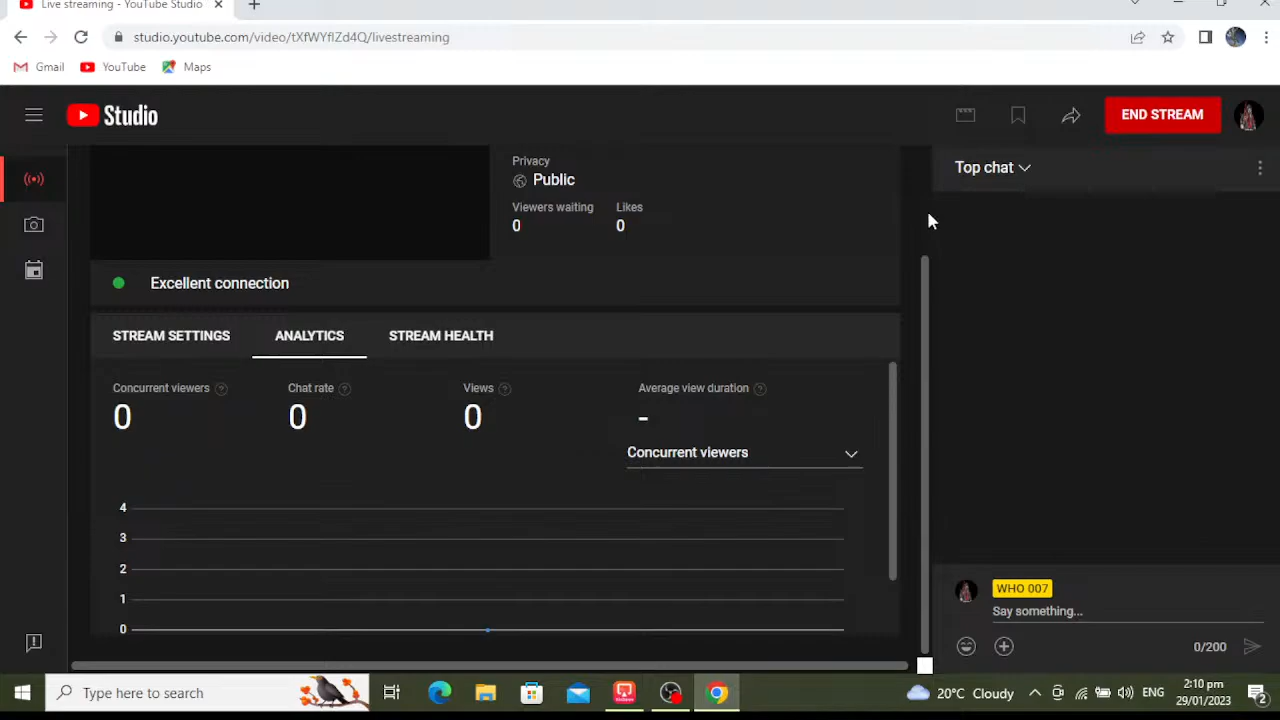 Live streaming - YouTube Studio
studio.youtube.com/video/tXfWYfIZd4Q/livestreaming
Gmail YouTube Maps
Studio
END STREAM
Top chat
Privacy
Public
Viewers waiting Likes
0 0
Excellent connection
STREAM SETTINGS ANALYTICS STREAM HEALTH
Concurrent viewers ? Chat rate ? Views ? Average view duration ?
0 0 0 -
Concurrent viewers
4
3
2
1
0
WHO 007
Say something...
0/200
Type here to search
20°C Cloudy
ENG
2:10 pm
29/01/2023
2